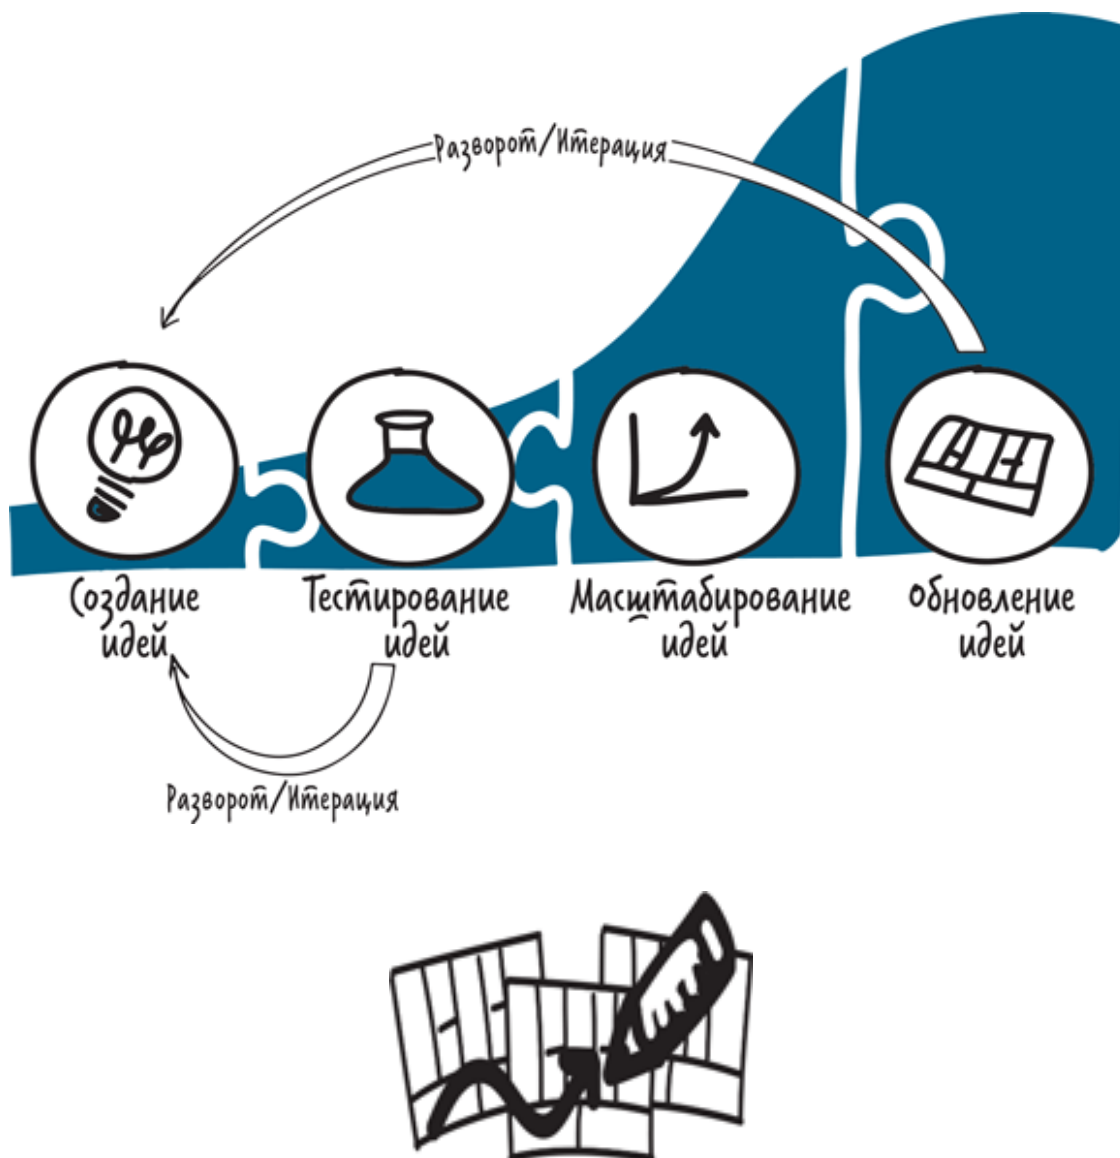 Разворот/Итерация
Создание
идей
Тестирование
идей
Масштабирование
идей
Обновление
идей
Разворот/Итерация